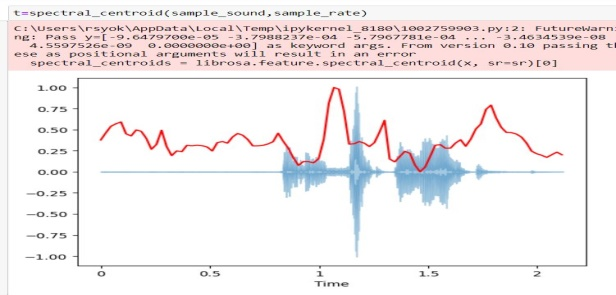 t=spectral_centroid(sample_sound,sample_rate)
C:\Users\rsyok\AppData\Local\Temp\ipykernel_8180\1002759903.py:2: FutureWarni
ng: Pass y=[-9.6479700e-05 -3.7988237e-04 -5.7967781e-04 ... -3.4634539e-08
4.5597526e-09 0.0000000e+00] as keyword args. From version 0.10 passing th
ese as positional arguments will result in an error
spectral_centroids = librosa.feature.spectral_centroid(x, sr=sr)[0]
1.00
0.75
0.50
0.25
0.00
−0.25
−0.50
−0.75
−1.00
0 0.5 1 1.5 2
Time